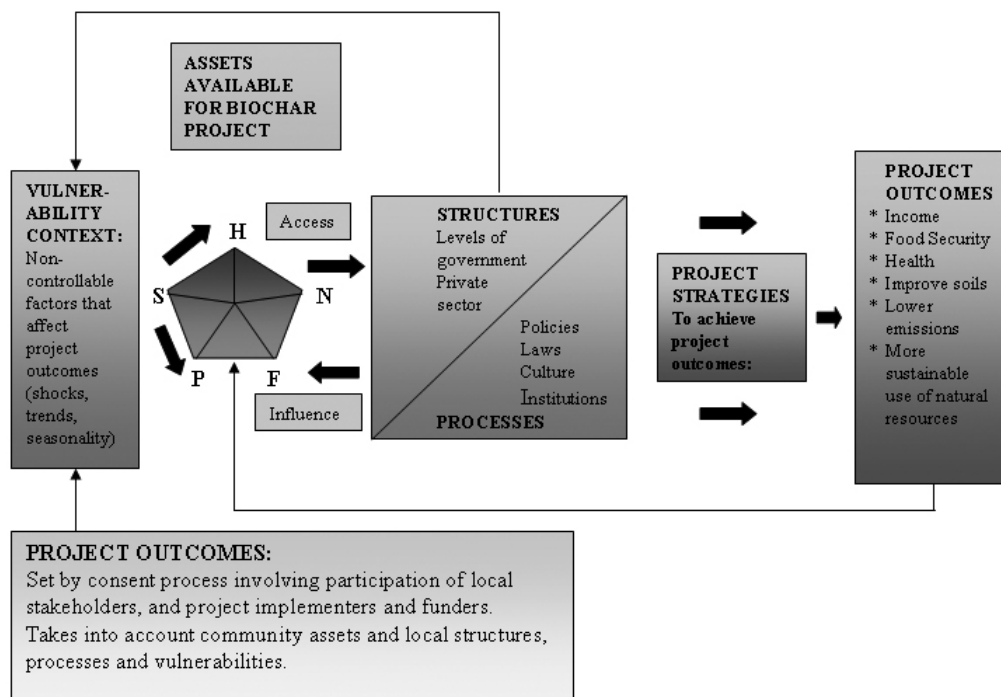 ASSETS
AVAILABLE
FOR BIOCHAR
PROJECT
VULNER-
ABILITY
CONTEXT:
Non-
controllable
factors that
affect
project
outcomes
(shocks,
trends,
seasonality)
H
S
N
P
F
Access
Influence
STRUCTURES
Levels of
government
Private
sector
Policies
Laws
Culture
Institutions
PROCESSES
PROJECT
STRATEGIES
To achieve
project
outcomes:
PROJECT
OUTCOMES
* Income
* Food Security
* Health
* Improve soils
* Lower
emissions
* More
sustainable
use of natural
resources
PROJECT OUTCOMES:
Set by consent process involving participation of local
stakeholders, and project implementers and funders.
Takes into account community assets and local structures,
processes and vulnerabilities.